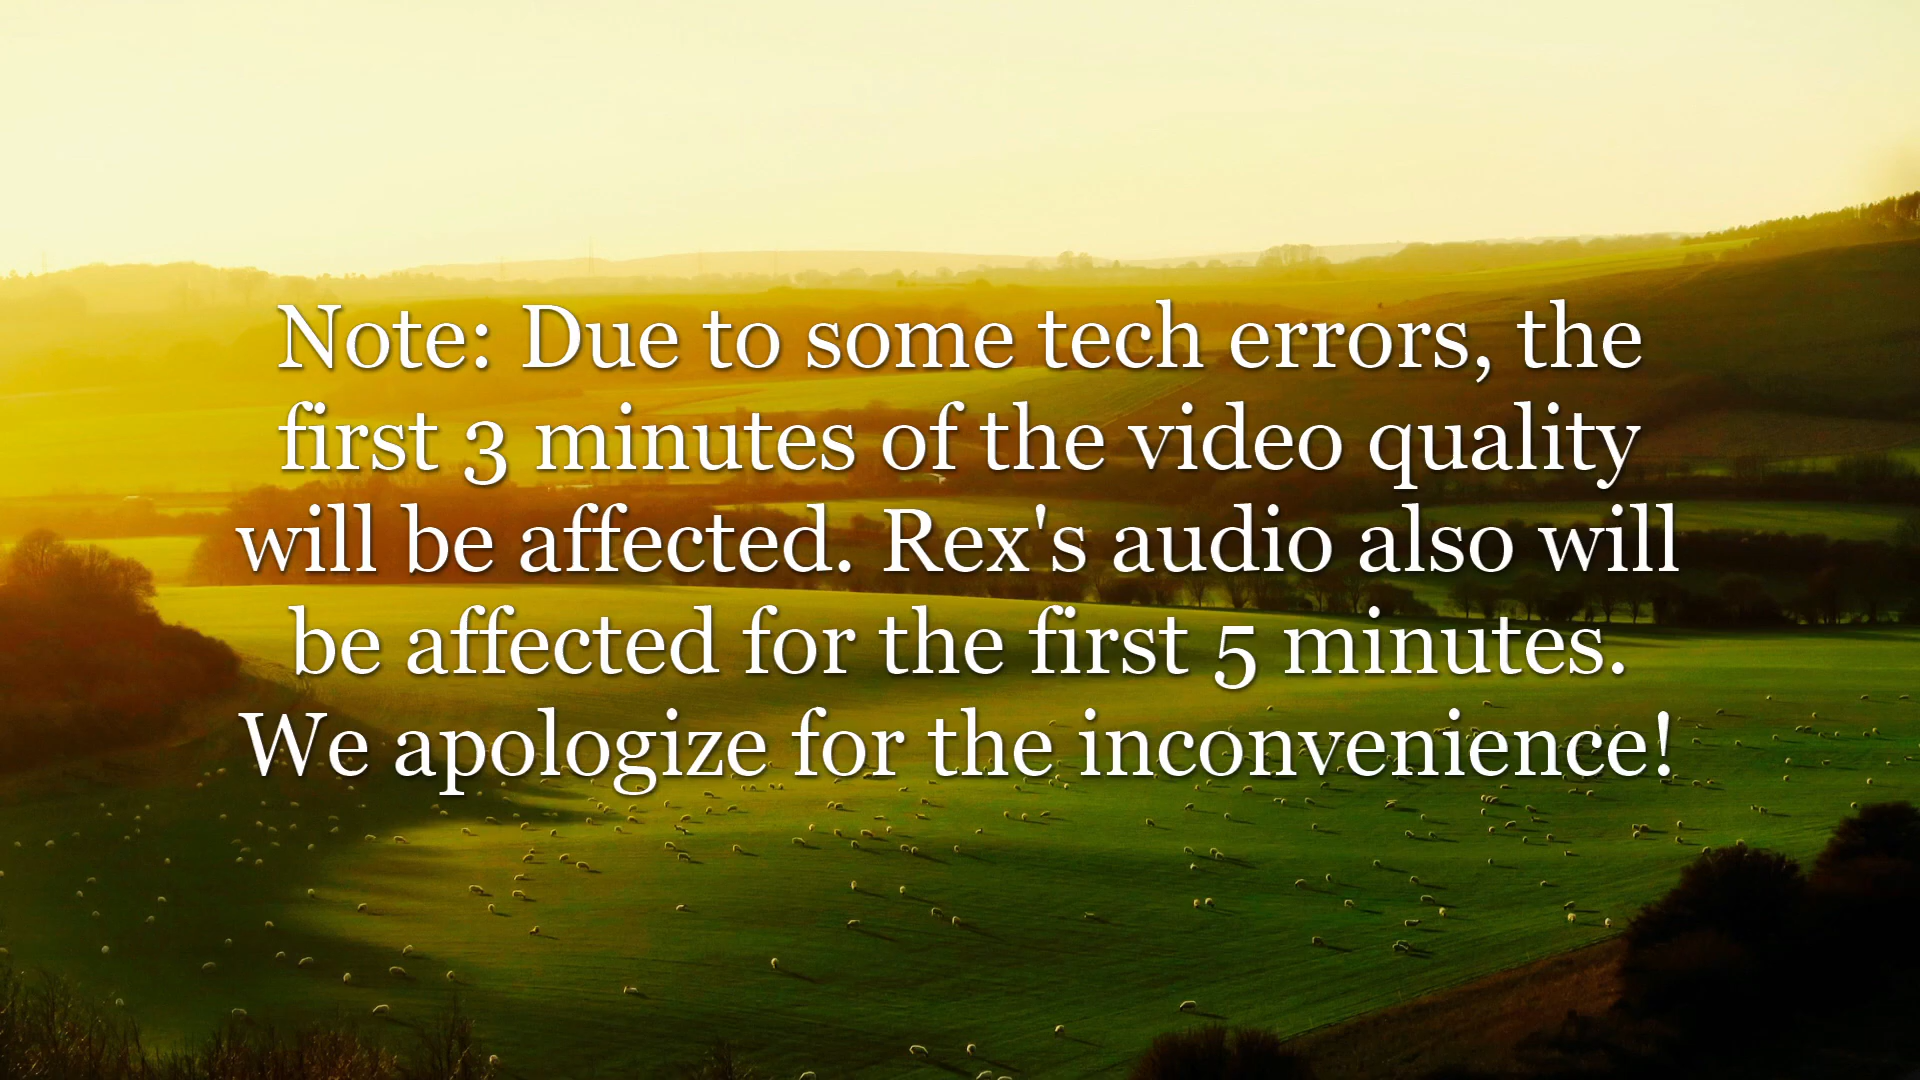 Note: Due to some tech errors, the
first 3 minutes of the video quality
will be affected. Rex's audio also will
be affected for the first 5 minutes.
We apologize for the inconvenience!